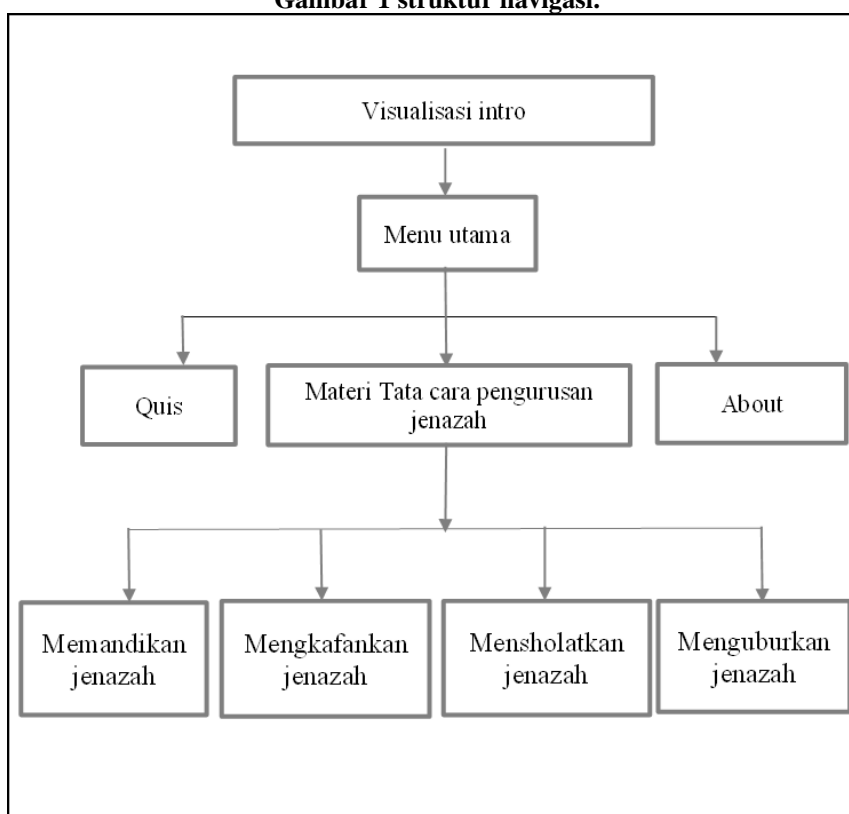 Gambar 1 struktur navigasi.
Visualisasi intro
Menu utama
Quis
Materi Tata cara pengurusan
jenazah
About
Memandikan
jenazah
Mengkafankan
jenazah
Mensholatkan
jenazah
Menguburkan
jenazah